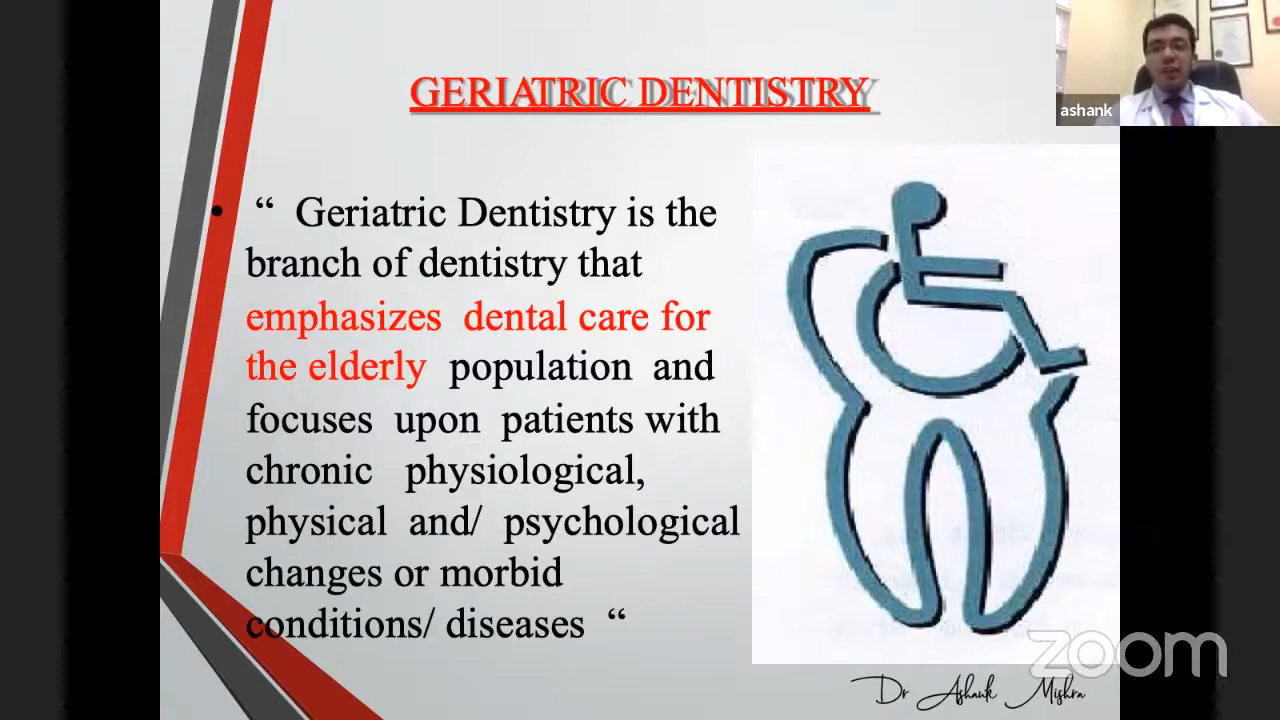 GERIATRIC DENTISTRY
ashank
• “ Geriatric Dentistry is the
branch of dentistry that
emphasizes dental care for
the elderly population and
focuses upon patients with
chronic physiological,
physical and/ psychological
changes or morbid
conditions/ diseases “
zoom
Dr Ashank Mishra